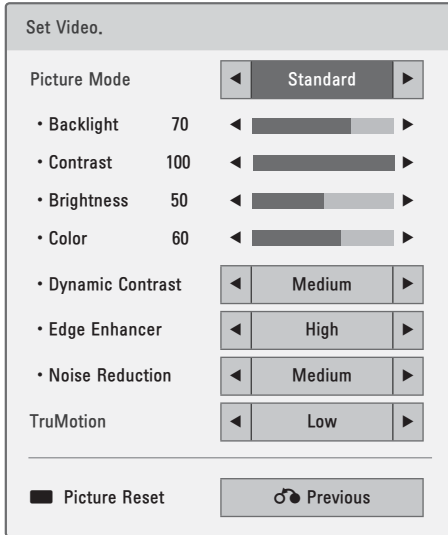 Set Video.
Picture Mode ◀ Standard ▶
• Backlight 70 ◀ ▶
• Contrast 100 ◀ ▶
• Brightness 50 ◀ ▶
• Color 60 ◀ ▶
• Dynamic Contrast ◀ Medium ▶
• Edge Enhancer ◀ High ▶
• Noise Reduction ◀ Medium ▶
TruMotion ◀ Low ▶
Picture Reset Previous